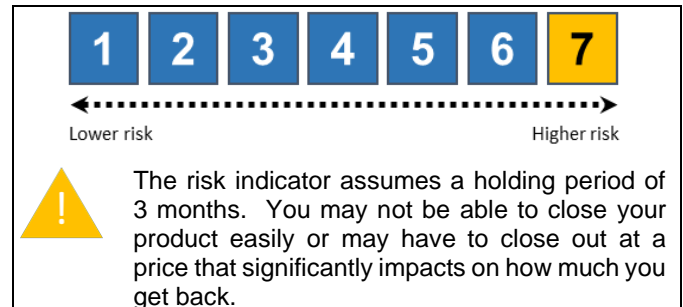 1 2 3 4 5 6 7
Lower risk Higher risk
!
The risk indicator assumes a holding period of
3 months. You may not be able to close your
product easily or may have to close out at a
price that significantly impacts on how much you
get back.